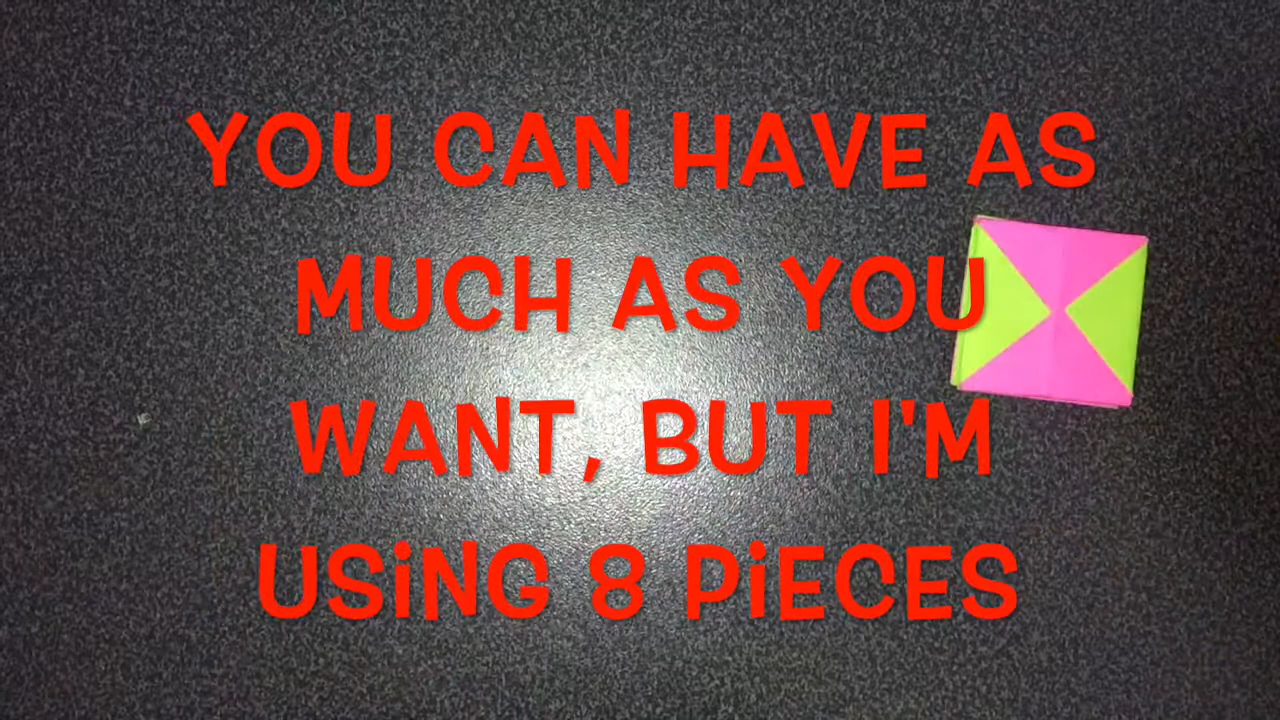 YOU CAN HAVE AS
MUCH AS YOU
WANT, BUT I'M
USING 8 PIECES